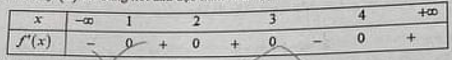 x −∞ 1 2 3 4 +∞
f'(x) − 0 + 0 + 0 − 0 +